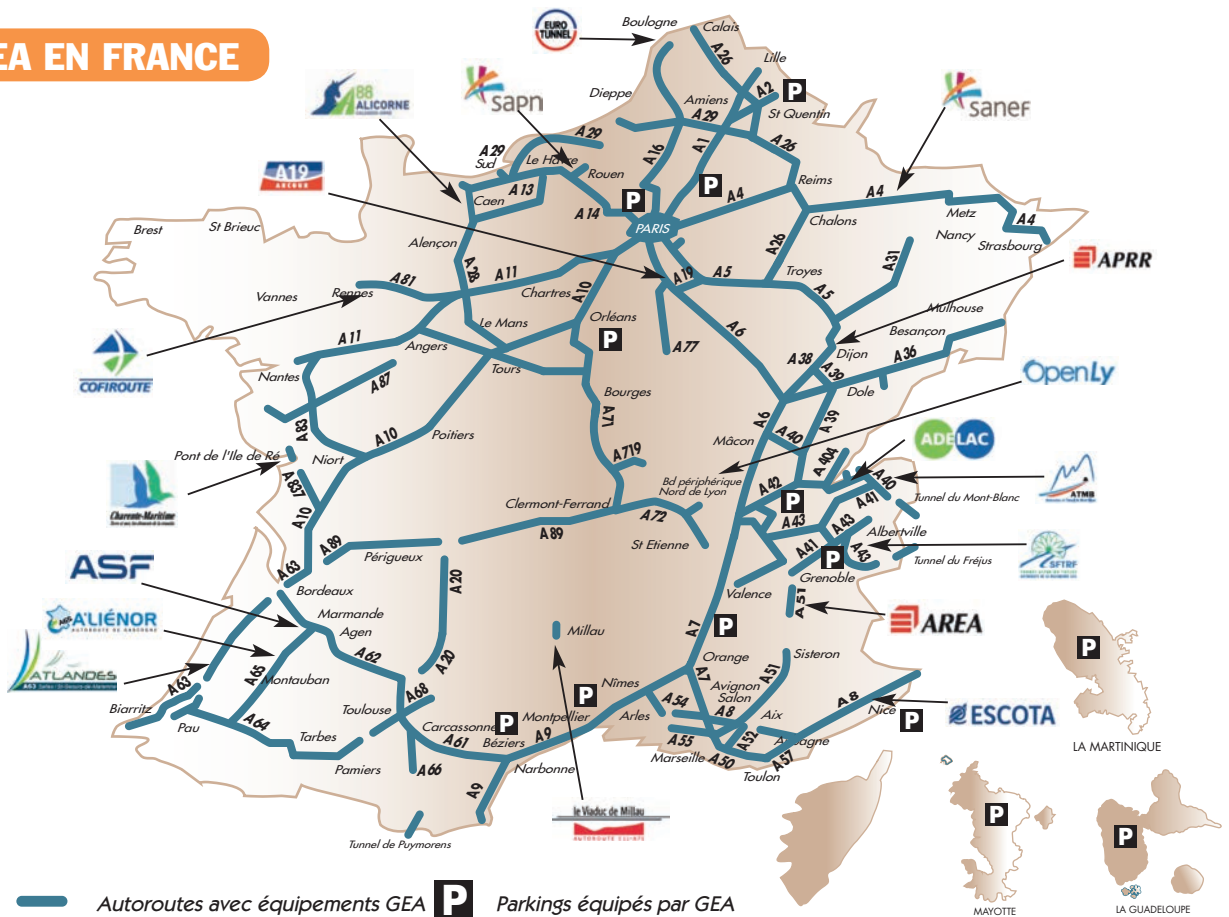 EA EN FRANCE
EURO
TUNNEL
Boulogne
Calais
A26
Lille
A2
P
88
ALICORNE
sapn
Dieppe
Amiens
A29
St Quentin
sanef
A29
A29
Sud
Le Havre
Rouen
A16
A1
A26
A19
ARCOUR
A13
Caen
A14
P
P
A4
Reims
A4
Metz
Brest
St Brieuc
Alençon
PARIS
Chalons
Nancy
A4
Strasbourg
A28
A11
A26
A31
APRR
A81
Rennes
Vannes
Chartres
A10
A19
A5
Troyes
A5
Mulhouse
Le Mans
Orléans
P
A6
Besançon
A11
Angers
A77
A38
Dijon
A36
COFIROUTE
Nantes
A87
Tours
A39
Dole
OpenLy
Bourges
A71
A6
A39
A83
A10
Poitiers
Mâcon
A40
ADELAC
Pont de l'Ile de Ré
Niort
A719
A404
Bd périphérique
Nord de Lyon
A40
ATMB
A837
Clermont-Ferrand
A42
P
A41
Tunnel du Mont-Blanc
Charente-Maritime
A10
A72
A43
A43
Albertville
A89
A89
St Etienne
A41
A43
SFTRF
Périgueux
P
Tunnel du Fréjus
ASF
A63
Grenoble
Bordeaux
A20
Valence
A51
A'LIÉNOR
Marmande
Agen
Millau
A7
P
AREA
ATLANDES
A62
A20
Orange
Sisteron
P
A65
Montauban
A7
A51
A63
A68
Nîmes
Avignon
Salon
Biarritz
Toulouse
P
A54
A8
A8
Pau
A64
Carcassonne
P
Montpellier
Arles
Aix
Nice
P
ESCOTA
Tarbes
A61
Béziers
A9
A55
A52
Aubagne
LA MARTINIQUE
Pamiers
A66
Narbonne
Marseille
A50
A57
Toulon
A9
le Viaduc de Millau
P
P
Tunnel de Puymorens
Autoroutes avec équipements GEA
P
Parkings équipés par GEA
MAYOTTE
LA GUADELOUPE